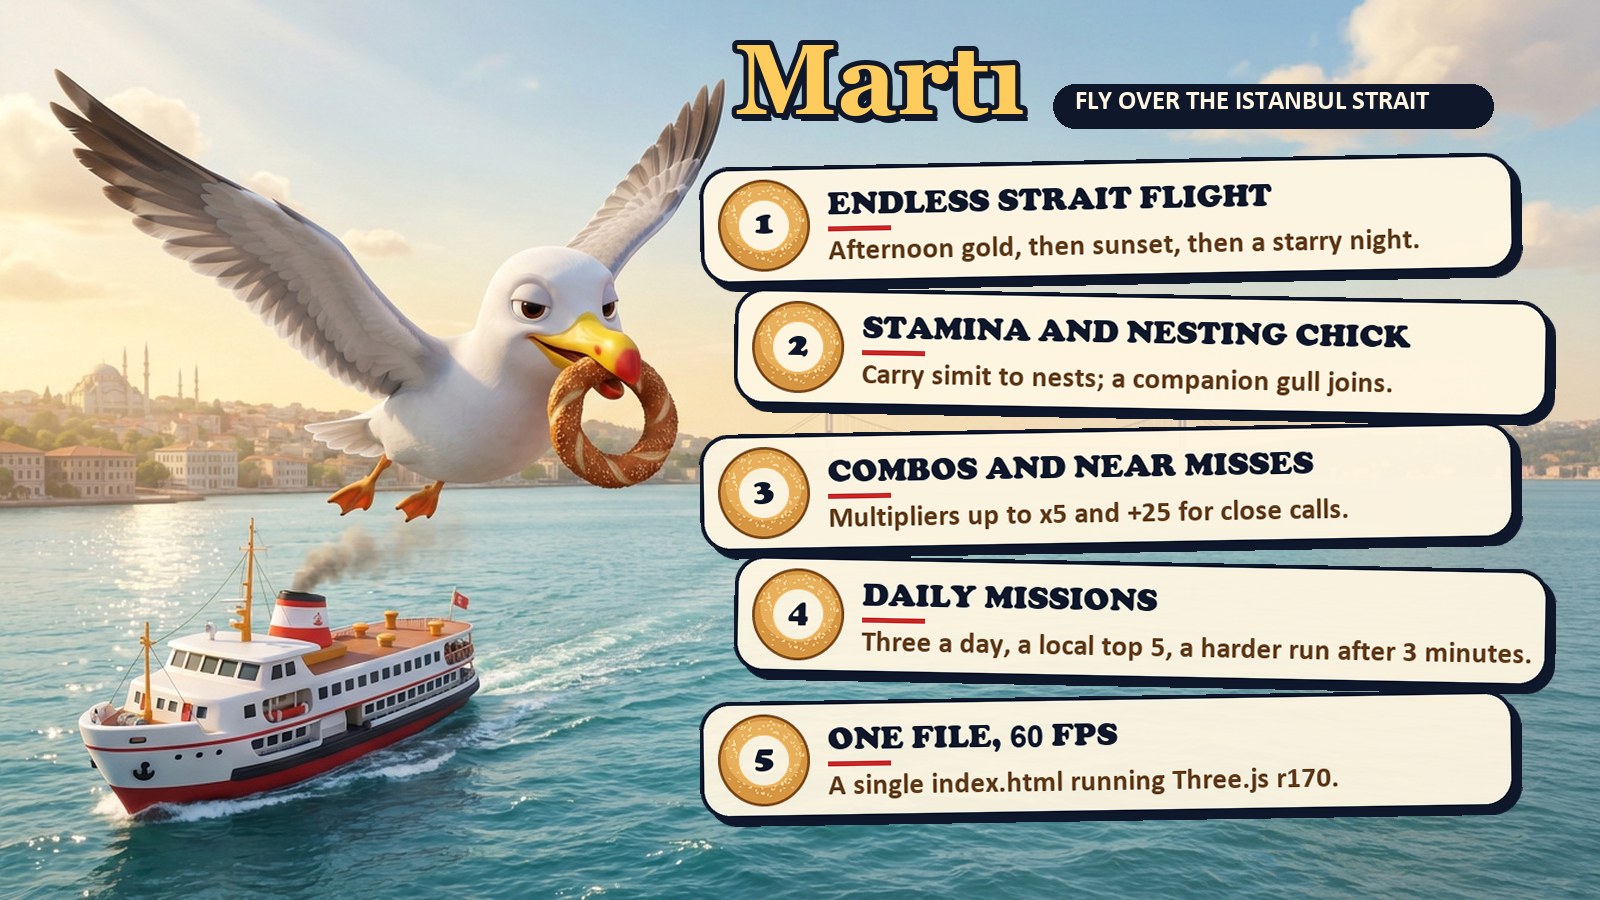 Martı
FLY OVER THE ISTANBUL STRAIT
1
ENDLESS STRAIT FLIGHT
Afternoon gold, then sunset, then a starry night.
2
STAMINA AND NESTING CHICK
Carry simit to nests; a companion gull joins.
3
COMBOS AND NEAR MISSES
Multipliers up to x5 and +25 for close calls.
4
DAILY MISSIONS
Three a day, a local top 5, a harder run after 3 minutes.
5
ONE FILE, 60 FPS
A single index.html running Three.js r170.